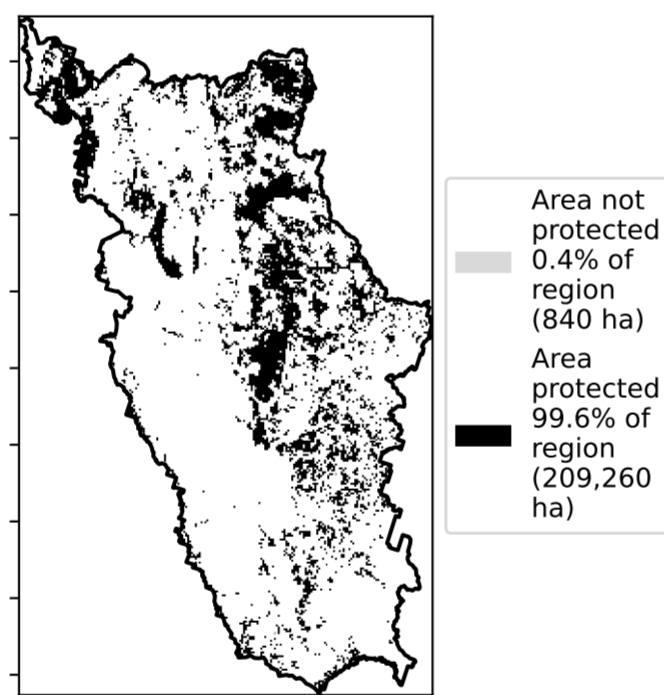 Area not
protected
0.4% of
region
(840 ha)
Area
protected
99.6% of
region
(209,260
ha)